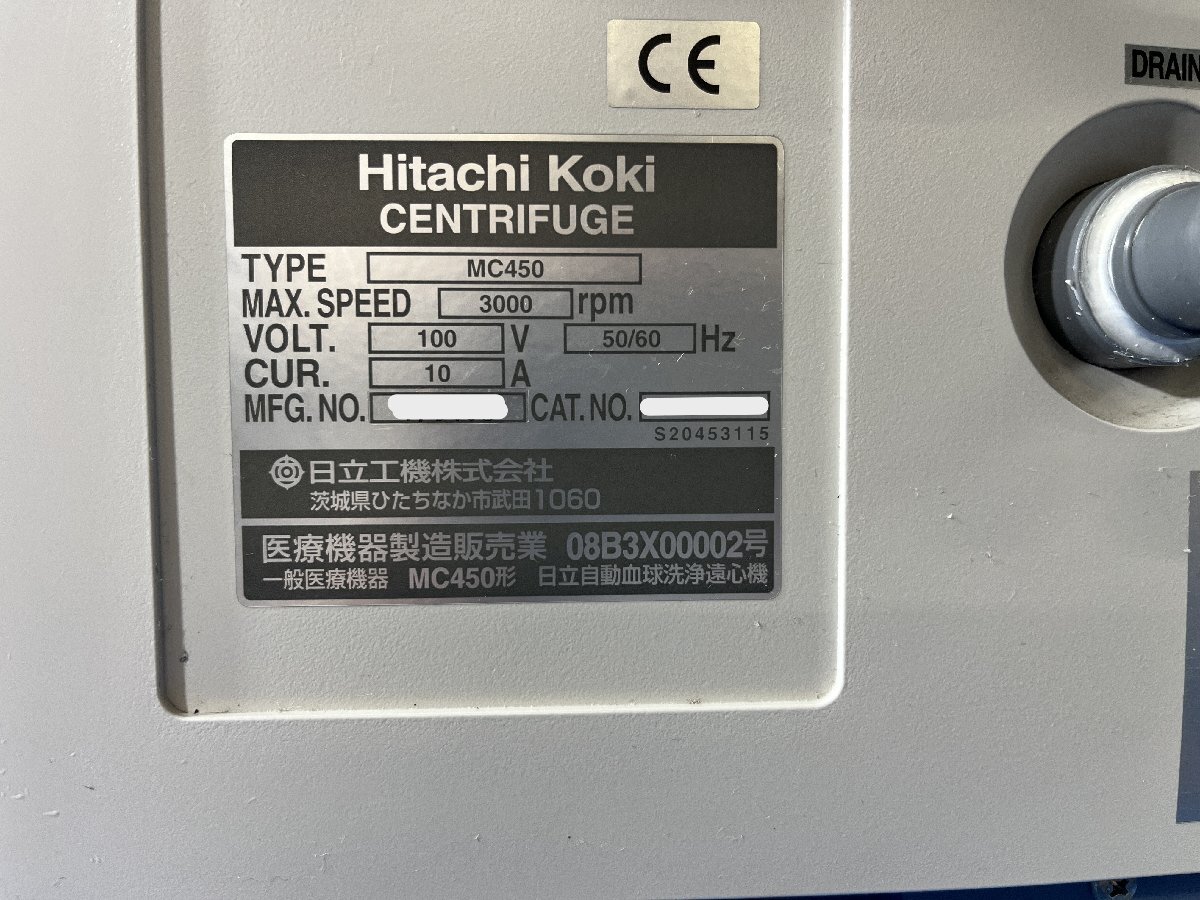 CE
DRAIN
Hitachi Koki
CENTRIFUGE
TYPE MC450
MAX. SPEED 3000 rpm
VOLT. 100 V 50/60 Hz
CUR. 10 A
MFG. NO. CAT. NO.
S20453115
日立工機株式会社
茨城県ひたちなか市武田1060
医療機器製造販売業 08B3X00002号
一般医療機器 MC450形 日立自動血球洗浄遠心機